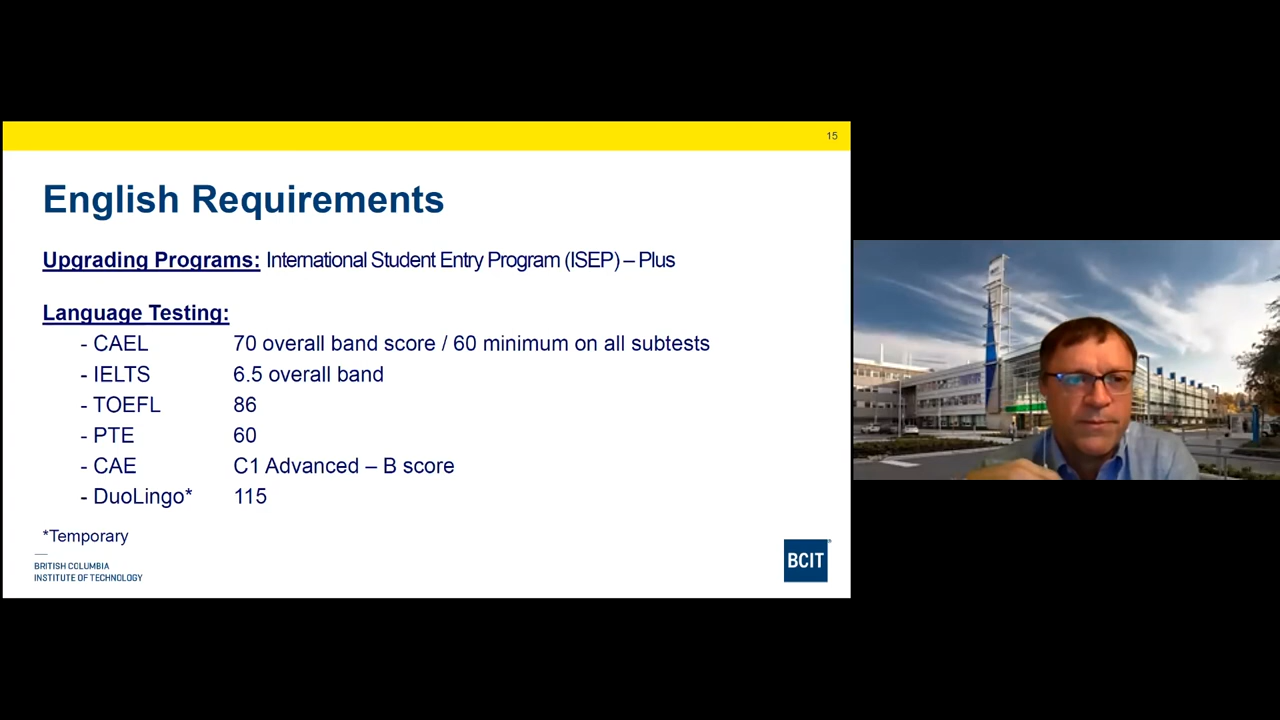 15
English Requirements
Upgrading Programs: International Student Entry Program (ISEP) – Plus
Language Testing:
- CAEL 70 overall band score / 60 minimum on all subtests
- IELTS 6.5 overall band
- TOEFL 86
- PTE 60
- CAE C1 Advanced – B score
- DuoLingo* 115
*Temporary
BRITISH COLUMBIA
INSTITUTE OF TECHNOLOGY
BCIT®